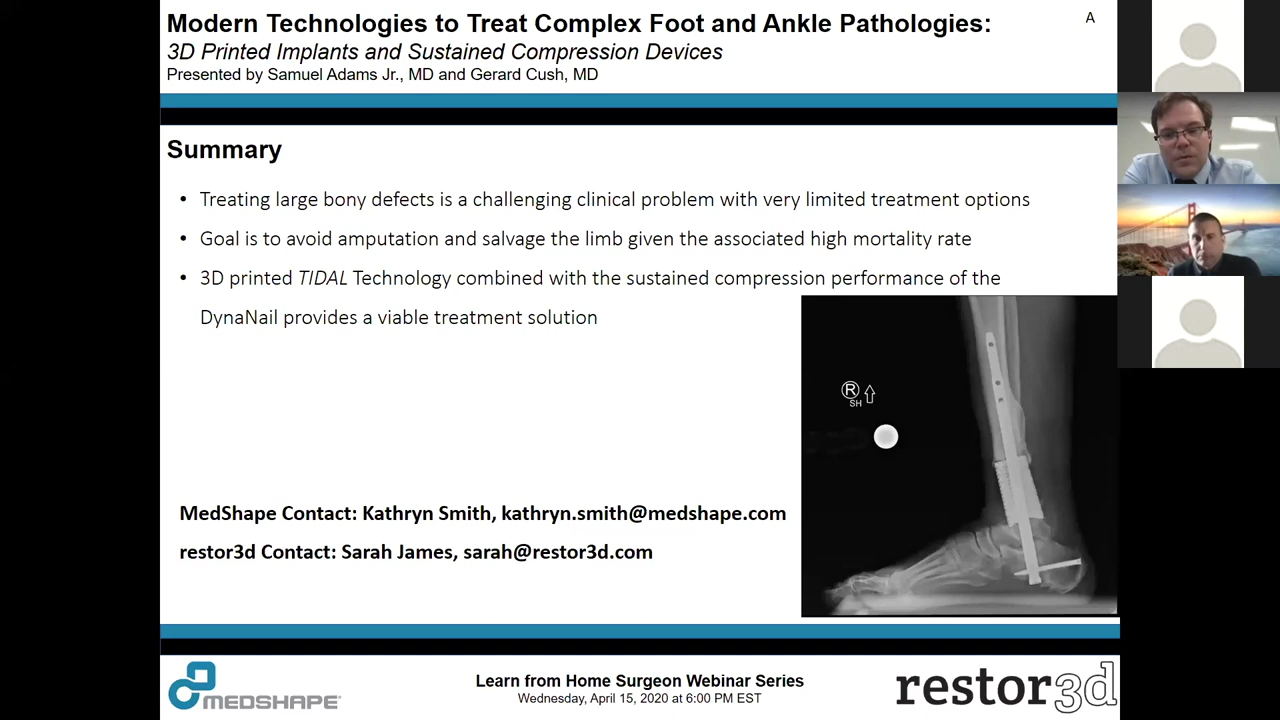 Modern Technologies to Treat Complex Foot and Ankle Pathologies:
A
3D Printed Implants and Sustained Compression Devices
Presented by Samuel Adams Jr., MD and Gerard Cush, MD
Summary
• Treating large bony defects is a challenging clinical problem with very limited treatment options
• Goal is to avoid amputation and salvage the limb given the associated high mortality rate
• 3D printed TIDAL Technology combined with the sustained compression performance of the
DynaNail provides a viable treatment solution
R
SH
MedShape Contact: Kathryn Smith, kathryn.smith@medshape.com
restor3d Contact: Sarah James, sarah@restor3d.com
MEDSHAPE
Learn from Home Surgeon Webinar Series
Wednesday, April 15, 2020 at 6:00 PM EST
restor3d